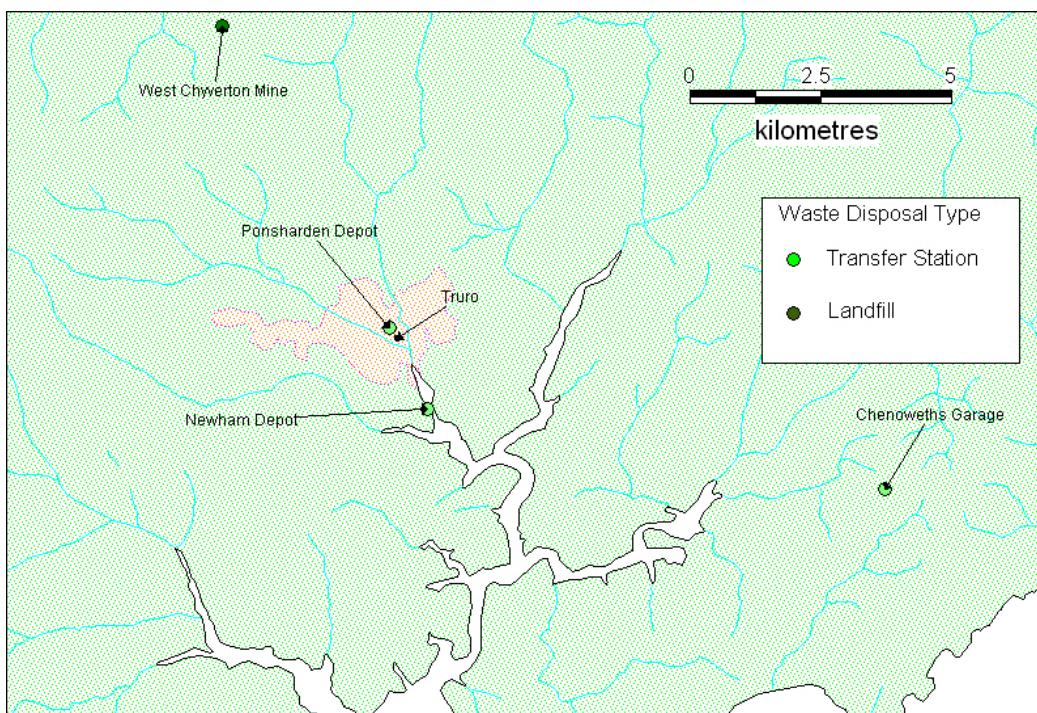 West Chyverton Mine
0 2.5 5
kilometres
Waste Disposal Type
Transfer Station
Landfill
Ponsharden Depot
Truro
Newham Depot
Chenoweths Garage